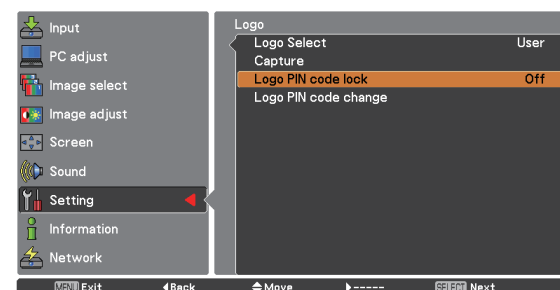 Input
PC adjust
Image select
Image adjust
Screen
Sound
Setting
Information
Network
Logo
Logo Select User
Capture
Logo PIN code lock Off
Logo PIN code change
MENU Exit ◀Back Move ▶----- SELECT Next